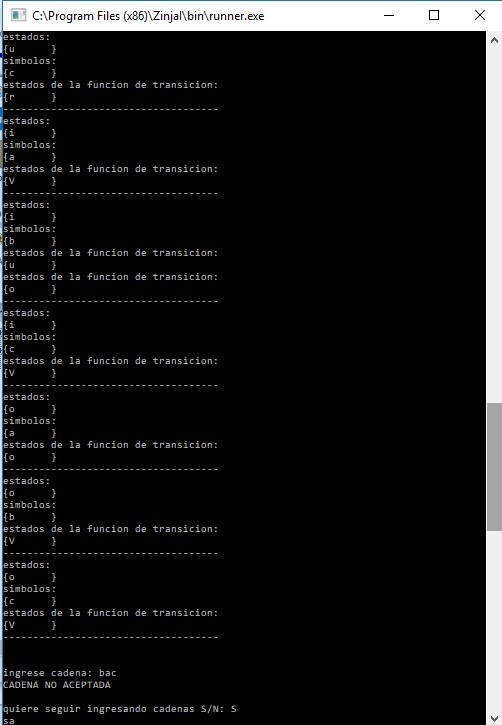 C:\Program Files (x86)\Zinjal\bin\runner.exe
estados:
{u }
simbolos:
{c }
estados de la funcion de transicion:
{r }
------------------------------------
estados:
{i }
simbolos:
{a }
estados de la funcion de transicion:
{V }
------------------------------------
estados:
{i }
simbolos:
{b }
estados de la funcion de transicion:
{u }
estados de la funcion de transicion:
{o }
------------------------------------
estados:
{i }
simbolos:
{c }
estados de la funcion de transicion:
{V }
------------------------------------
estados:
{o }
simbolos:
{a }
estados de la funcion de transicion:
{o }
------------------------------------
estados:
{o }
simbolos:
{b }
estados de la funcion de transicion:
{V }
------------------------------------
estados:
{o }
simbolos:
{c }
estados de la funcion de transicion:
{V }
------------------------------------
ingrese cadena: bac
CADENA NO ACEPTADA
quiere seguir ingresando cadenas S/N: S
sa